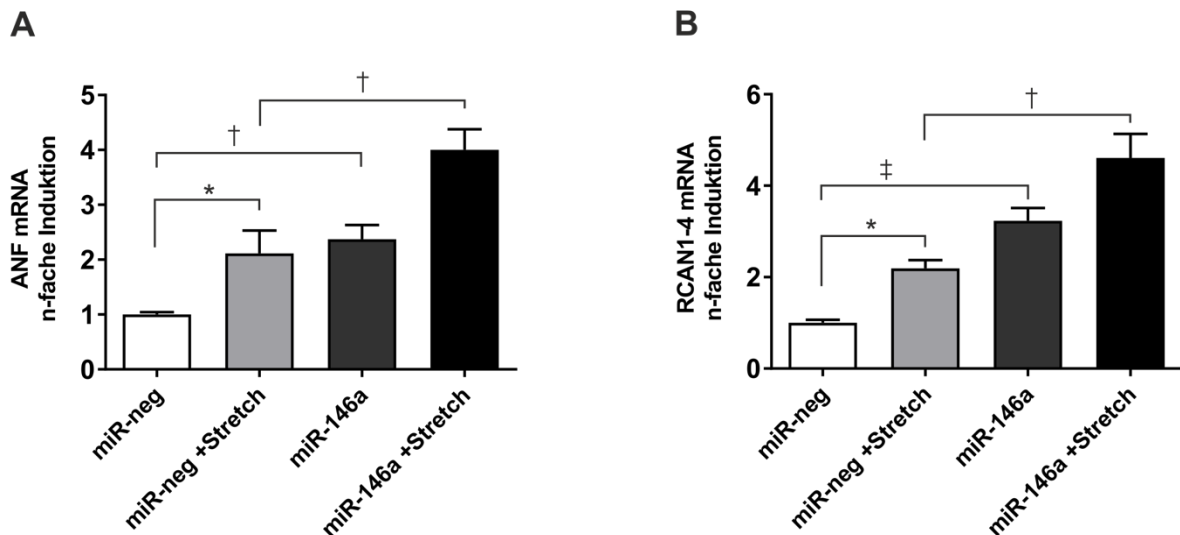 A
ANF mRNA
n-fache Induktion
5
4
3
2
1
0
†
†
*
miR-neg
miR-neg +Stretch
miR-146a
miR-146a +Stretch
B
RCAN1-4 mRNA
n-fache Induktion
6
4
2
0
†
‡
*
miR-neg
miR-neg +Stretch
miR-146a
miR-146a +Stretch